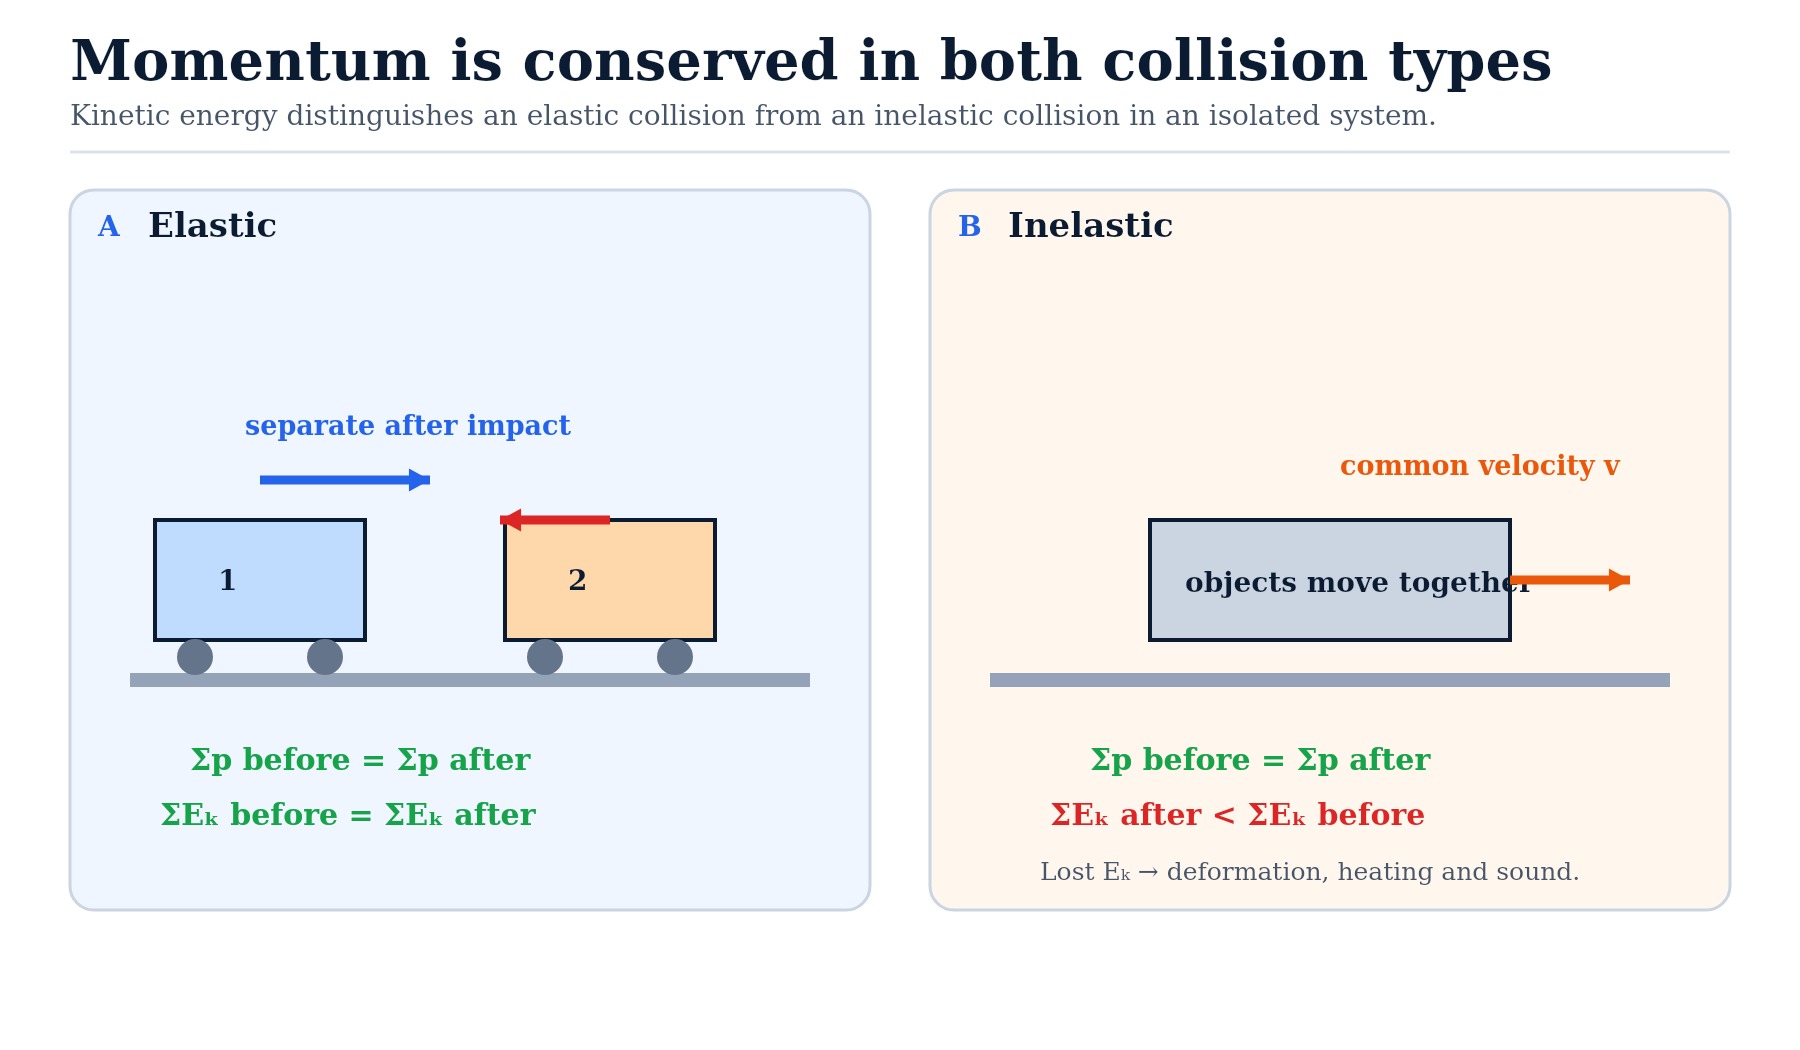 Momentum is conserved in both collision types
Kinetic energy distinguishes an elastic collision from an inelastic collision in an isolated system.
A Elastic
separate after impact
1
2
Σp before = Σp after
ΣEₖ before = ΣEₖ after
B Inelastic
common velocity v
objects move together
Σp before = Σp after
ΣEₖ after < ΣEₖ before
Lost Eₖ → deformation, heating and sound.